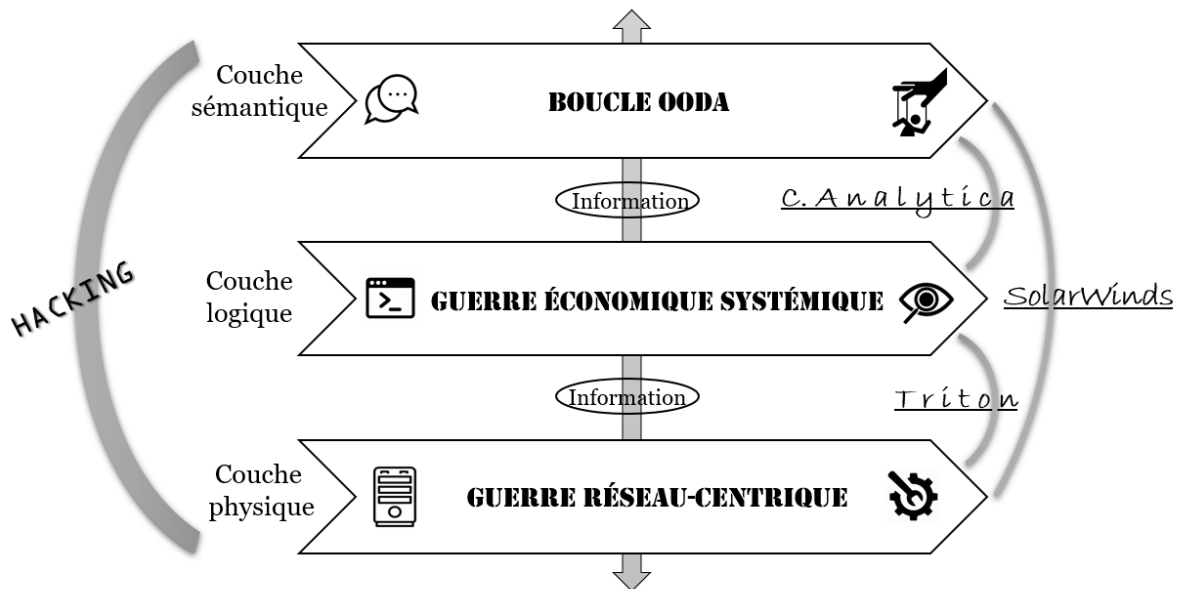 Couche
sémantique
BOUCLE OODA
Information
C. Analytica
HACKING
Couche
logique
GUERRE ÉCONOMIQUE SYSTÉMIQUE
SolarWinds
Information
Triton
Couche
physique
GUERRE RÉSEAU-CENTRIQUE